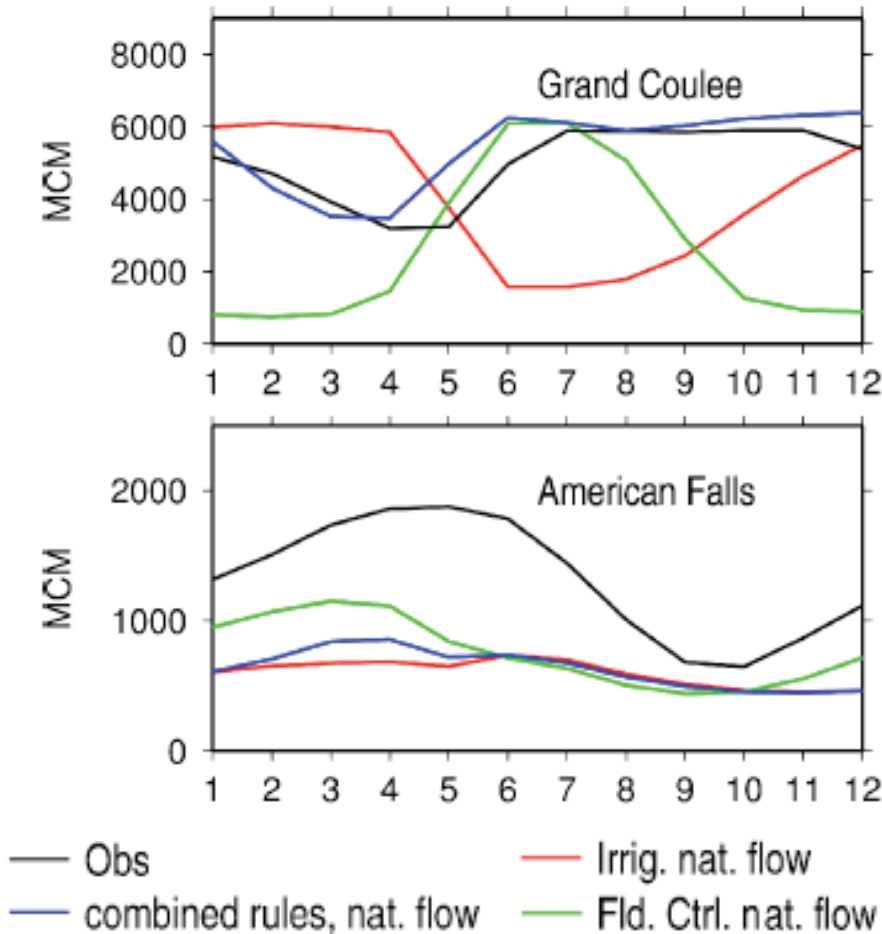 8000
Grand Coulee
6000
MCM
4000
2000
0
1 2 3 4 5 6 7 8 9 10 11 12
2000
American Falls
MCM
1000
0
1 2 3 4 5 6 7 8 9 10 11 12
Obs
Irrig. nat. flow
combined rules, nat. flow
Fld. Ctrl. nat. flow